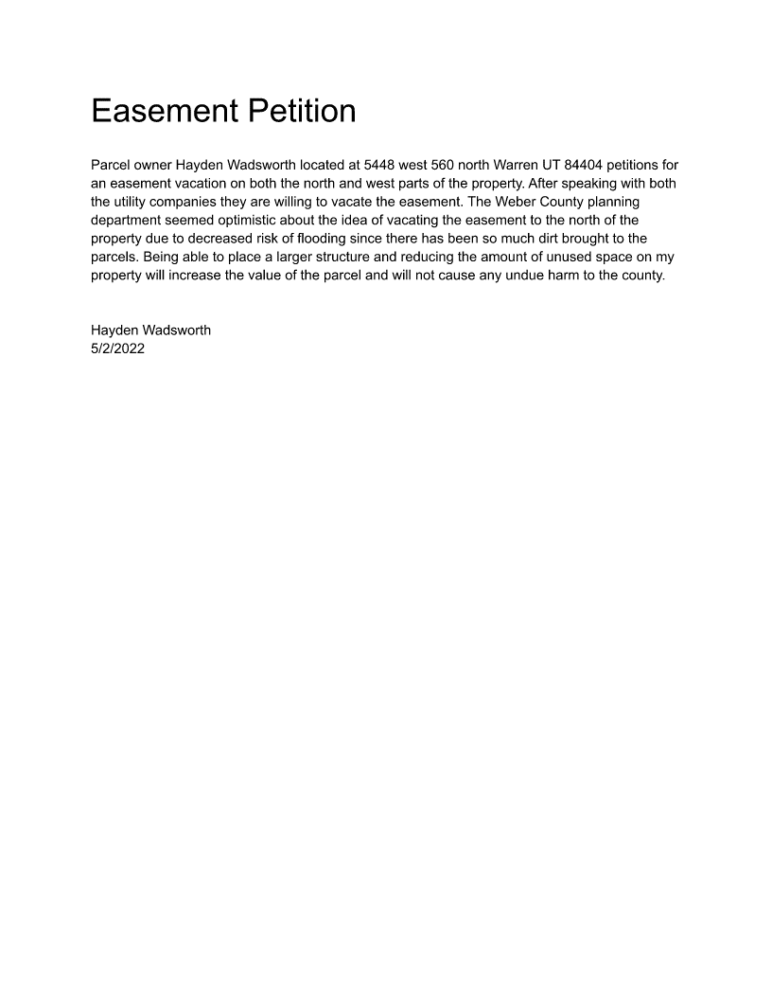 Easement Petition
Parcel owner Hayden Wadsworth located at 5448 west 560 north Warren UT 84404 petitions for
an easement vacation on both the north and west parts of the property. After speaking with both
the utility companies they are willing to vacate the easement. The Weber County planning
department seemed optimistic about the idea of vacating the easement to the north of the
property due to decreased risk of flooding since there has been so much dirt brought to the
parcels. Being able to place a larger structure and reducing the amount of unused space on my
property will increase the value of the parcel and will not cause any undue harm to the county.
Hayden Wadsworth
5/2/2022